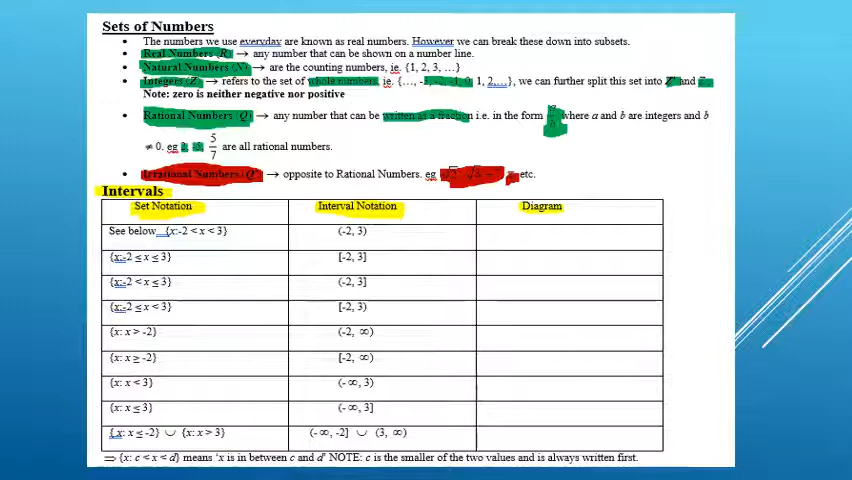 Sets of Numbers
• The numbers we use everyday are known as real numbers. However we can break these down into subsets.
• Real Numbers (R) → any number that can be shown on a number line.
• Natural Numbers (N) → are the counting numbers, ie. {1, 2, 3, …}
• Integers (Z) → refers to the set of whole numbers, ie. {…, -3, -2, -1, 0, 1, 2,…}, we can further split this set into Z⁺ and Z⁻.
Note: zero is neither negative nor positive
• Rational Numbers (Q) → any number that can be written as a fraction i.e. in the form a/b where a and b are integers and b
≠ 0. eg 2, -5, 5/7 are all rational numbers.
• Irrational Numbers (Q') → opposite to Rational Numbers. eg etc.
Intervals
Set Notation Interval Notation Diagram
See below {x:-2 < x < 3} (-2, 3)
{x:-2 ≤ x ≤ 3} [-2, 3]
{x:-2 < x ≤ 3} (-2, 3]
{x:-2 ≤ x < 3} [-2, 3)
{x: x > -2} (-2, ∞)
{x: x ≥ -2} [-2, ∞)
{x: x < 3} (-∞, 3)
{x: x ≤ 3} (-∞, 3]
{x: x ≤ -2} ∪ {x: x > 3} (-∞, -2] ∪ (3, ∞)
⇒ {x: c < x < d} means 'x is in between c and d' NOTE: c is the smaller of the two values and is always written first.